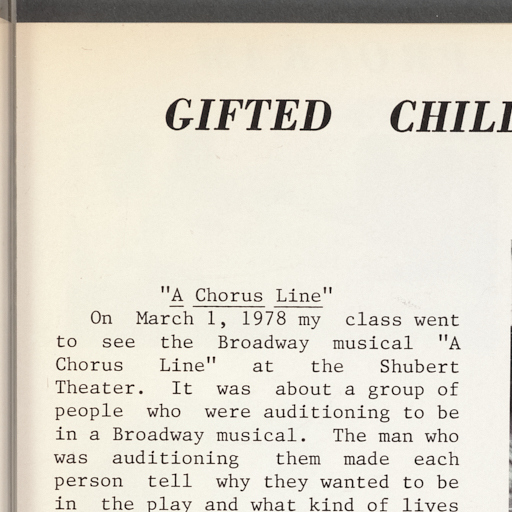 GIFTED CHILL
"A Chorus Line"
On March 1, 1978 my class went
to see the Broadway musical "A
Chorus Line" at the Shubert
Theater. It was about a group of
people who were auditioning to be
in a Broadway musical. The man who
was auditioning them made each
person tell why they wanted to be
in the play and what kind of lives